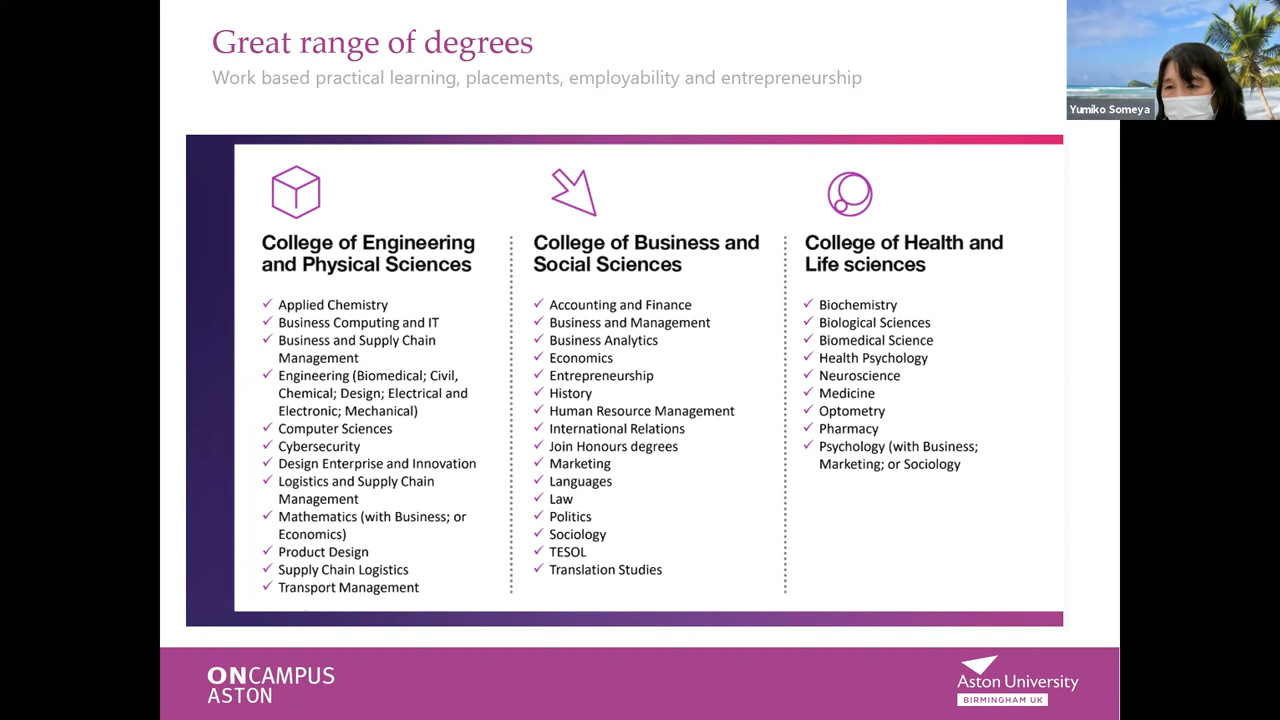 Great range of degrees
Work based practical learning, placements, employability and entrepreneurship
Yumiko Someya
College of Engineering
and Physical Sciences
Applied Chemistry
Business Computing and IT
Business and Supply Chain
Management
Engineering (Biomedical; Civil,
Chemical; Design; Electrical and
Electronic; Mechanical)
Computer Sciences
Cybersecurity
Design Enterprise and Innovation
Logistics and Supply Chain
Management
Mathematics (with Business; or
Economics)
Product Design
Supply Chain Logistics
Transport Management
College of Business and
Social Sciences
Accounting and Finance
Business and Management
Business Analytics
Economics
Entrepreneurship
History
Human Resource Management
International Relations
Join Honours degrees
Marketing
Languages
Law
Politics
Sociology
TESOL
Translation Studies
College of Health and
Life sciences
Biochemistry
Biological Sciences
Biomedical Science
Health Psychology
Neuroscience
Medicine
Optometry
Pharmacy
Psychology (with Business;
Marketing; or Sociology
ONCAMPUS
ASTON
Aston University
BIRMINGHAM UK